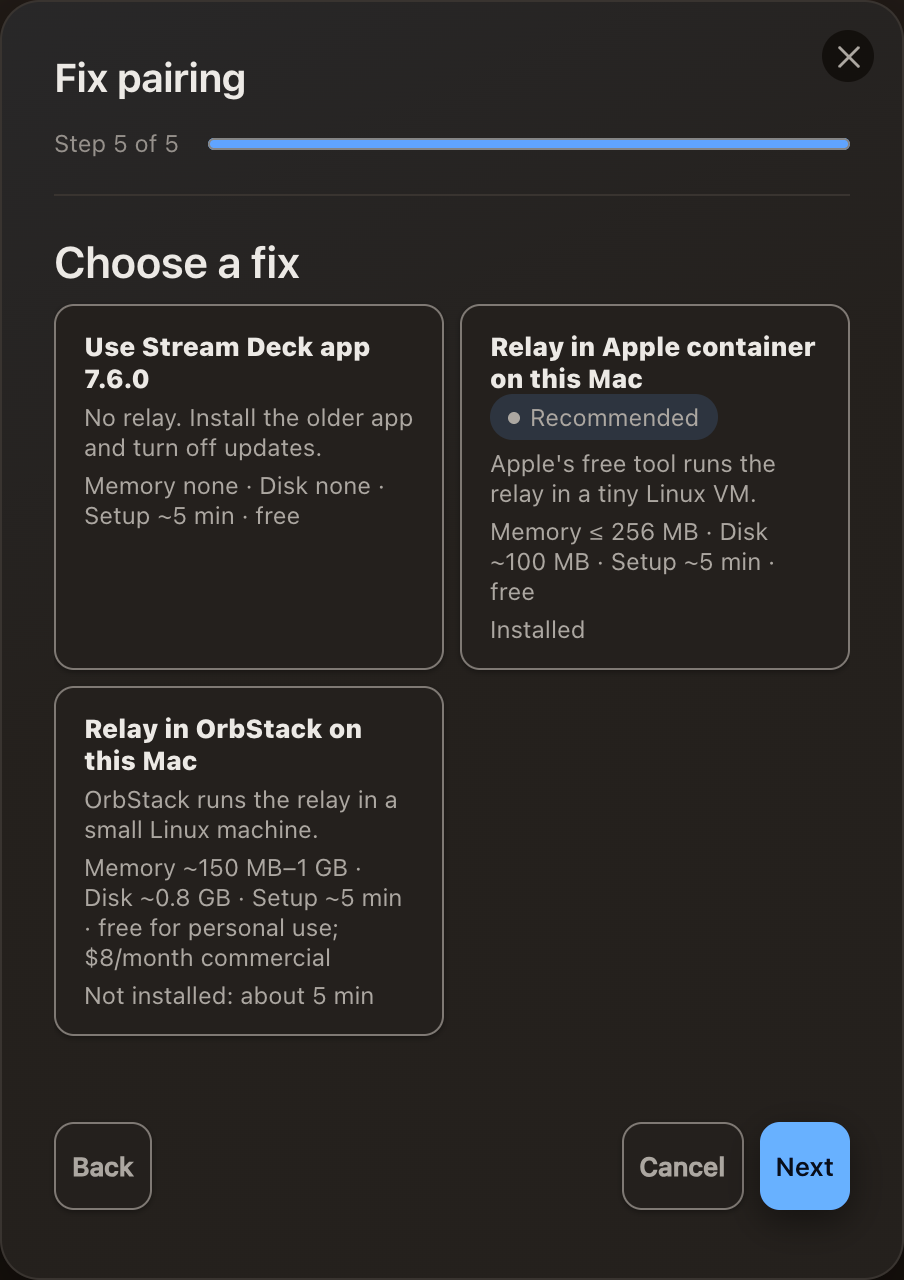 Fix pairing
Step 5 of 5
Choose a fix
Use Stream Deck app
7.6.0
No relay. Install the older app
and turn off updates.
Memory none · Disk none ·
Setup ~5 min · free
Relay in Apple container
on this Mac
Recommended
Apple's free tool runs the
relay in a tiny Linux VM.
Memory ≤ 256 MB · Disk
~100 MB · Setup ~5 min ·
free
Installed
Relay in OrbStack on
this Mac
OrbStack runs the relay in a
small Linux machine.
Memory ~150 MB–1 GB ·
Disk ~0.8 GB · Setup ~5 min
· free for personal use;
$8/month commercial
Not installed: about 5 min
Back
Cancel
Next